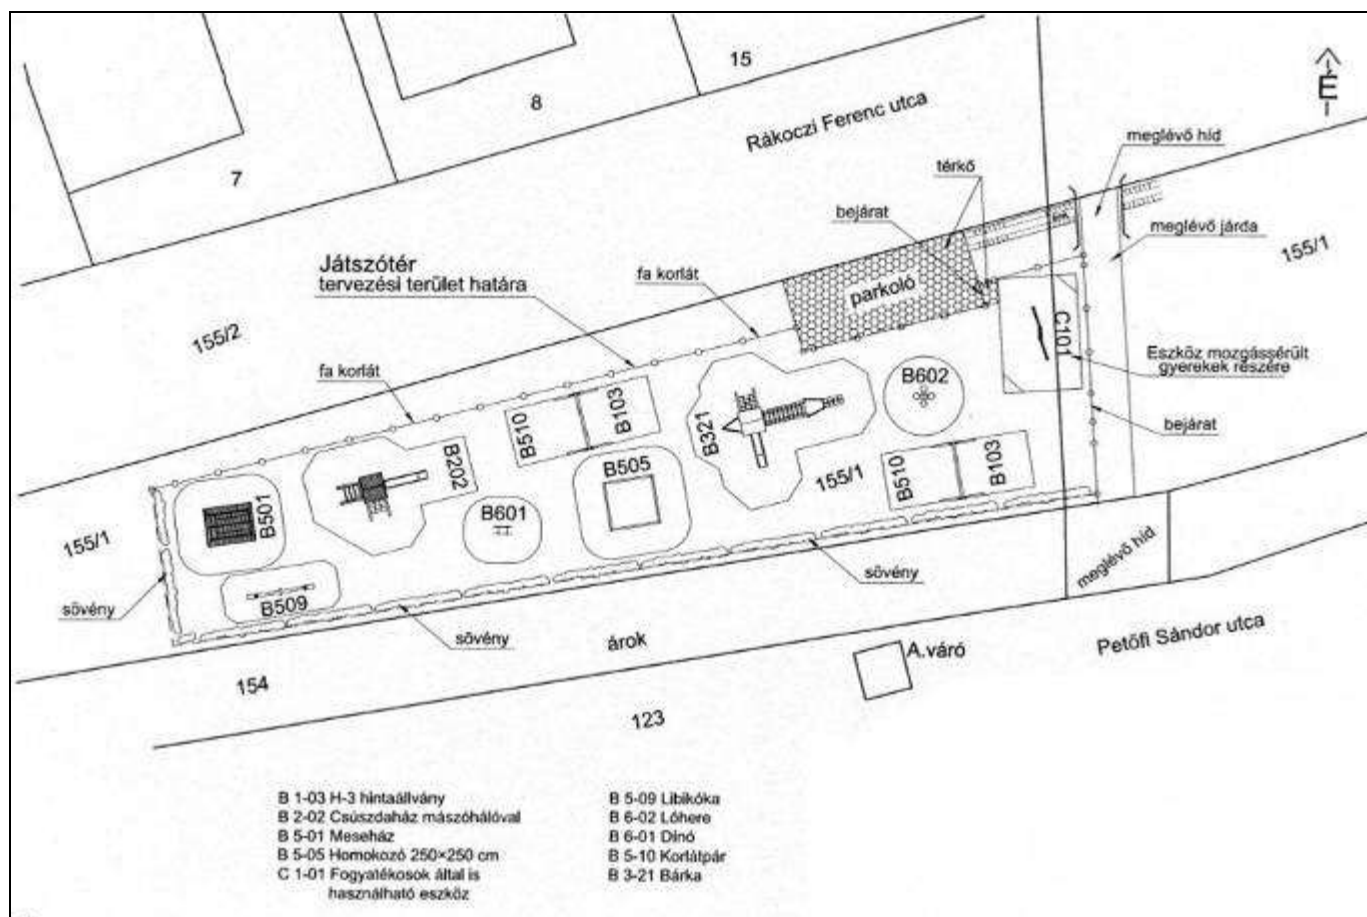 15
É
8
Rákoczi Ferenc utca
meglévő híd
7
térkő
bejárat
meglévő járda
155/1
Játszótér
tervezési terület határa
fa korlát
parkoló
155/2
C101
Eszköz mozgássérült
gyerekek részére
fa korlát
B602
B103
B510
B321
bejárat
B202
B505
155/1
B510
B103
B501
B601
155/1
meglévő híd
sövény
B509
sövény
sövény
árok
A.váró
Petőfi Sándor utca
154
123
B 1-03 H-3 hintaállvány
B 2-02 Csúszdaház mászóhálóval
B 5-01 Meseház
B 5-05 Homokozó 250×250 cm
C 1-01 Fogyatékosok által is
használható eszköz
B 5-09 Libikóka
B 6-02 Lóhere
B 6-01 Dínó
B 5-10 Korlátpár
B 3-21 Bárka